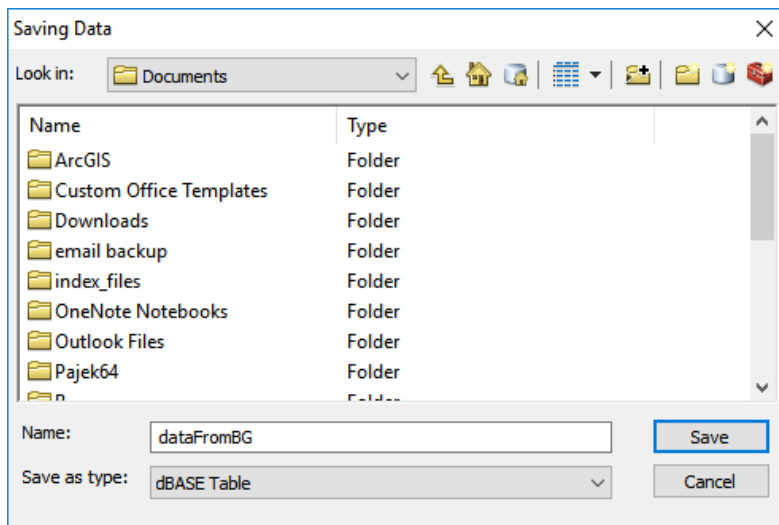 Saving Data
Look in: Documents
Name Type
ArcGIS Folder
Custom Office Templates Folder
Downloads Folder
email backup Folder
index_files Folder
OneNote Notebooks Folder
Outlook Files Folder
Pajek64 Folder
Name: dataFromBG Save
Save as type: dBASE Table Cancel